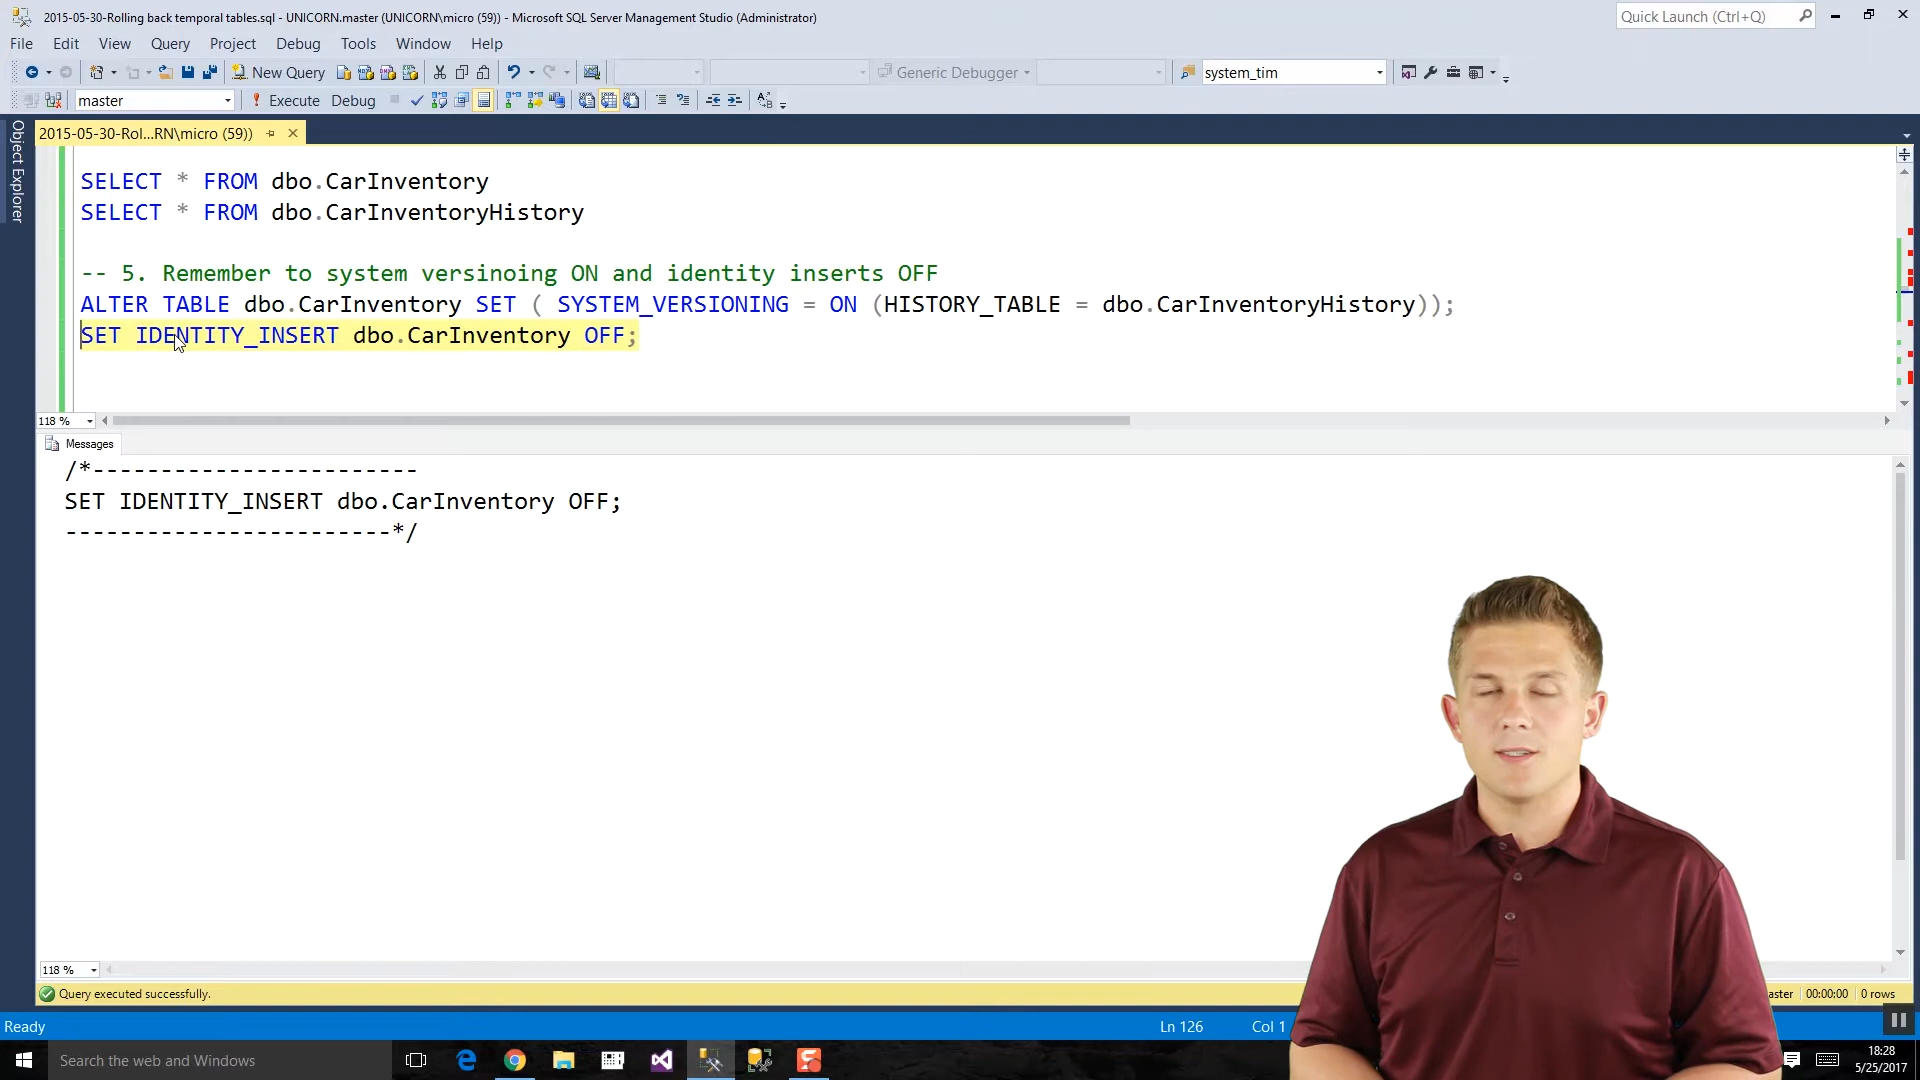 2015-05-30-Rolling back temporal tables.sql - UNICORN.master (UNICORN\micro (59)) - Microsoft SQL Server Management Studio (Administrator)
Quick Launch (Ctrl+Q)
File Edit View Query Project Debug Tools Window Help
New Query Generic Debugger system_tim
master Execute Debug
Object Explorer
2015-05-30-Rol...RN\micro (59))
SELECT * FROM dbo.CarInventory
SELECT * FROM dbo.CarInventoryHistory
-- 5. Remember to system versinoing ON and identity inserts OFF
ALTER TABLE dbo.CarInventory SET ( SYSTEM_VERSIONING = ON (HISTORY_TABLE = dbo.CarInventoryHistory));
SET IDENTITY_INSERT dbo.CarInventory OFF;
118 %
Messages
/*------------------------
SET IDENTITY_INSERT dbo.CarInventory OFF;
------------------------*/
118 %
Query executed successfully. aster 00:00:00 0 rows
Ready Ln 126 Col 1
Search the web and Windows
18:28
5/25/2017